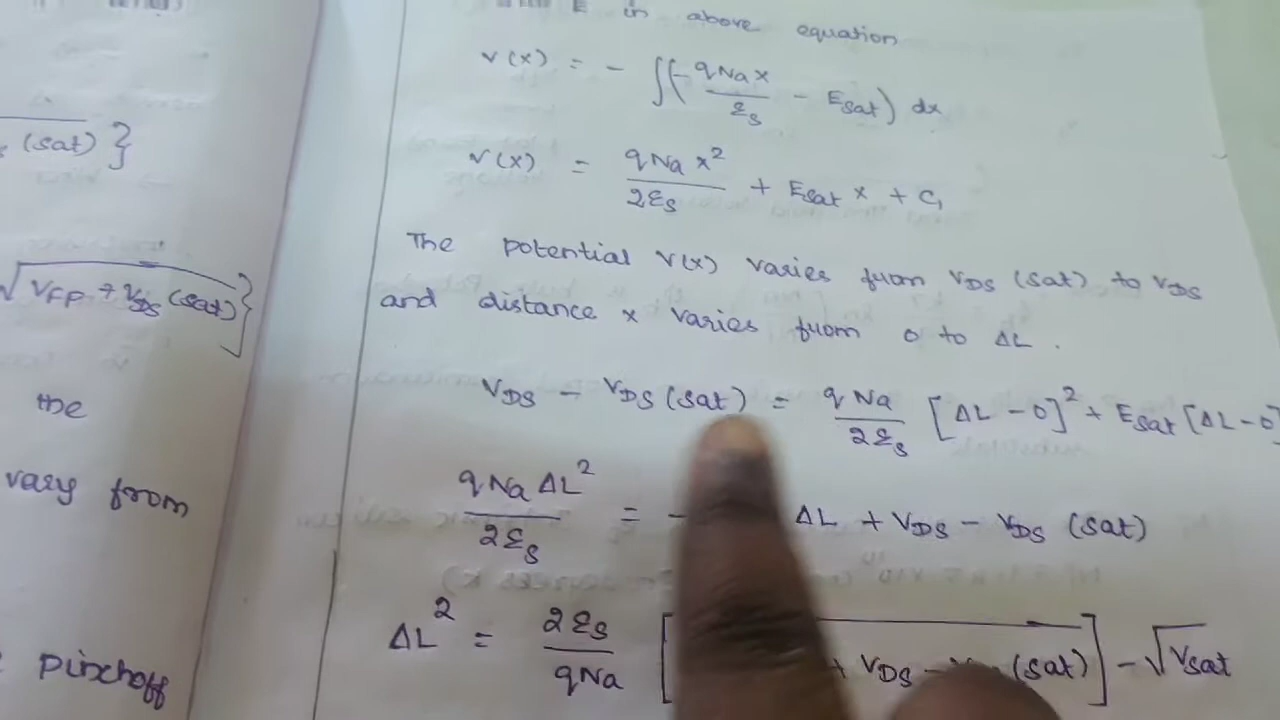 (sat) }
√VFP + VDS (sat) }
the
vary from
pinchoff
E in above equation
V(x) = - ∫(-qNax/εs - Esat) dx
V(x) = qNa x²/2εs + Esat x + C1
The potential V(x) varies from VDS (sat) to VDS
and distance x varies from 0 to ΔL .
VDS - VDS (sat) = qNa/2εs [ΔL - 0]² + Esat [ΔL - 0]
qNa ΔL²/2εs = - ΔL + VDS - VDS (sat)
ΔL² = 2εs/qNa [ + VDS - (sat)] - √Vsat